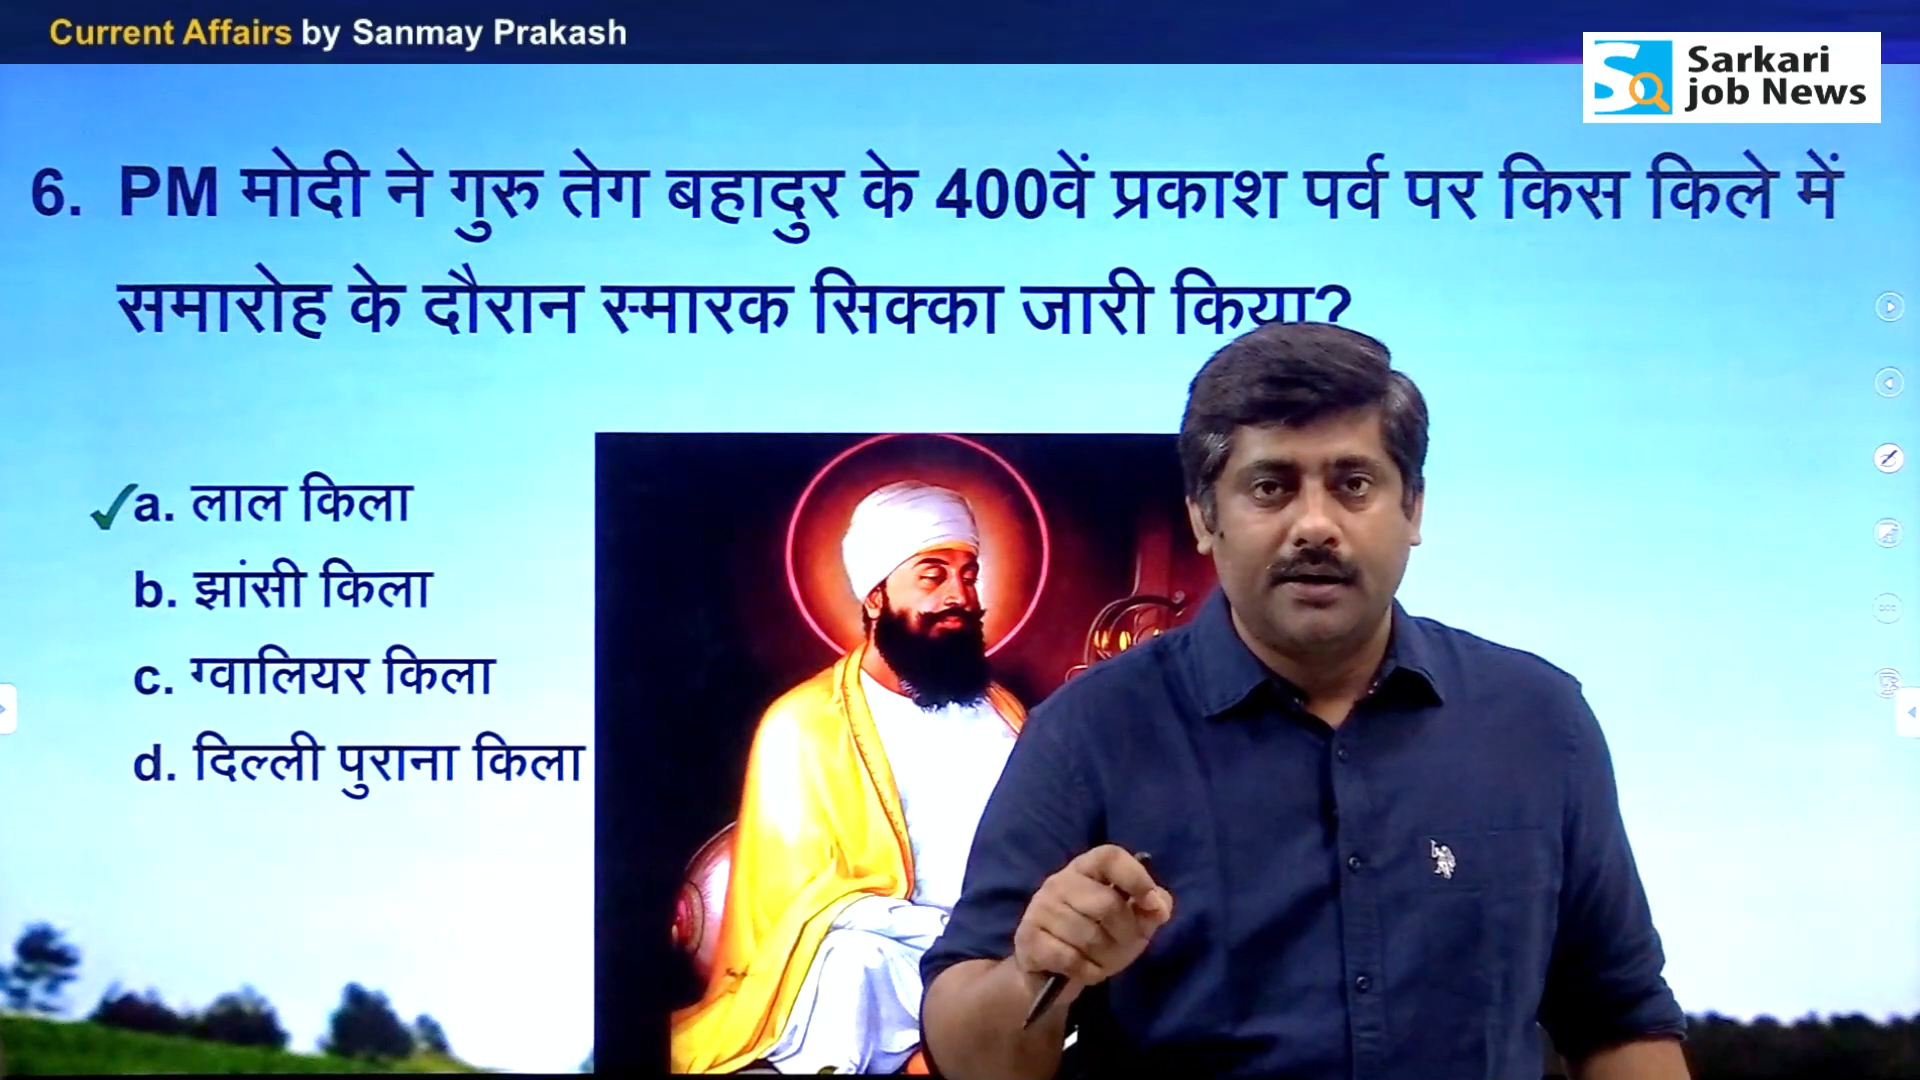 Current Affairs by Sanmay Prakash
Sarkari
job News
6. PM मोदी ने गुरु तेग बहादुर के 400वें प्रकाश पर्व पर किस किले में
समारोह के दौरान स्मारक सिक्का जारी किया?
a. लाल किला
b. झांसी किला
c. ग्वालियर किला
d. दिल्ली पुराना किला